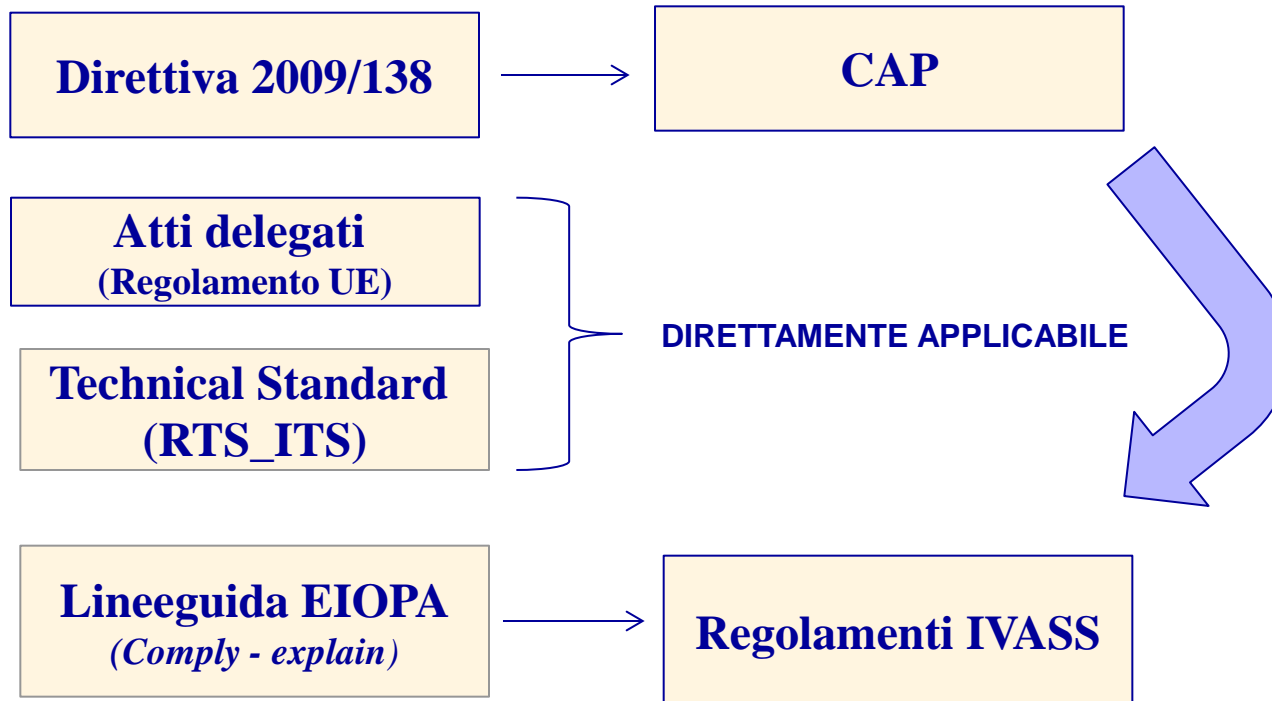 Direttiva 2009/138
CAP
Atti delegati
(Regolamento UE)
DIRETTAMENTE APPLICABILE
Technical Standard
(RTS_ITS)
Lineeguida EIOPA
(Comply - explain)
Regolamenti IVASS